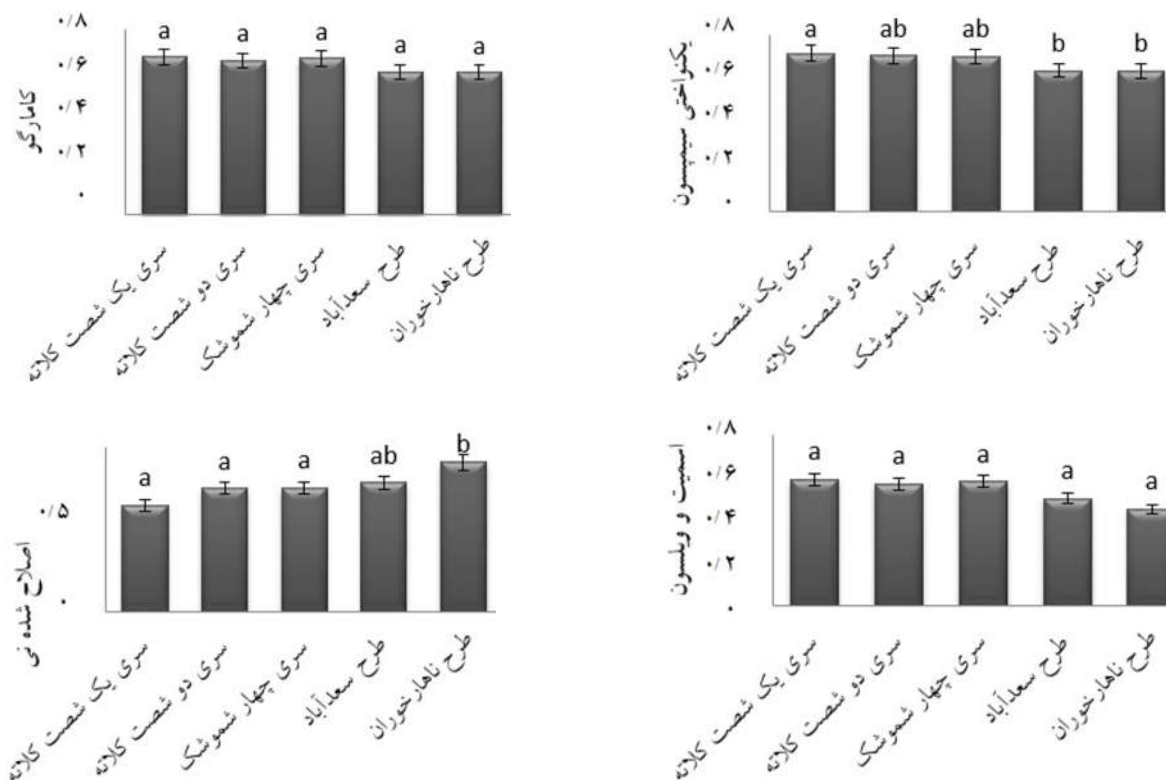 ۰/۸
۰/۶
۰/۴
۰/۲
۰
کامارگو
a
a
a
a
a
سری یک شصت کلاته
سری دو شصت کلاته
سری چهار شموشک
طرح سعدآباد
طرح ناهارخوران
۰/۸
۰/۶
۰/۴
۰/۲
۰
یکنواختی سیمپسون
a
ab
ab
b
b
سری یک شصت کلاته
سری دو شصت کلاته
سری چهار شموشک
طرح سعدآباد
طرح ناهارخوران
۰/۵
۰
اصلاح شده نی
a
a
a
ab
b
سری یک شصت کلاته
سری دو شصت کلاته
سری چهار شموشک
طرح سعدآباد
طرح ناهارخوران
۰/۸
۰/۶
۰/۴
۰/۲
۰
اسمیت و ویلسون
a
a
a
a
a
سری یک شصت کلاته
سری دو شصت کلاته
سری چهار شموشک
طرح سعدآباد
طرح ناهارخوران